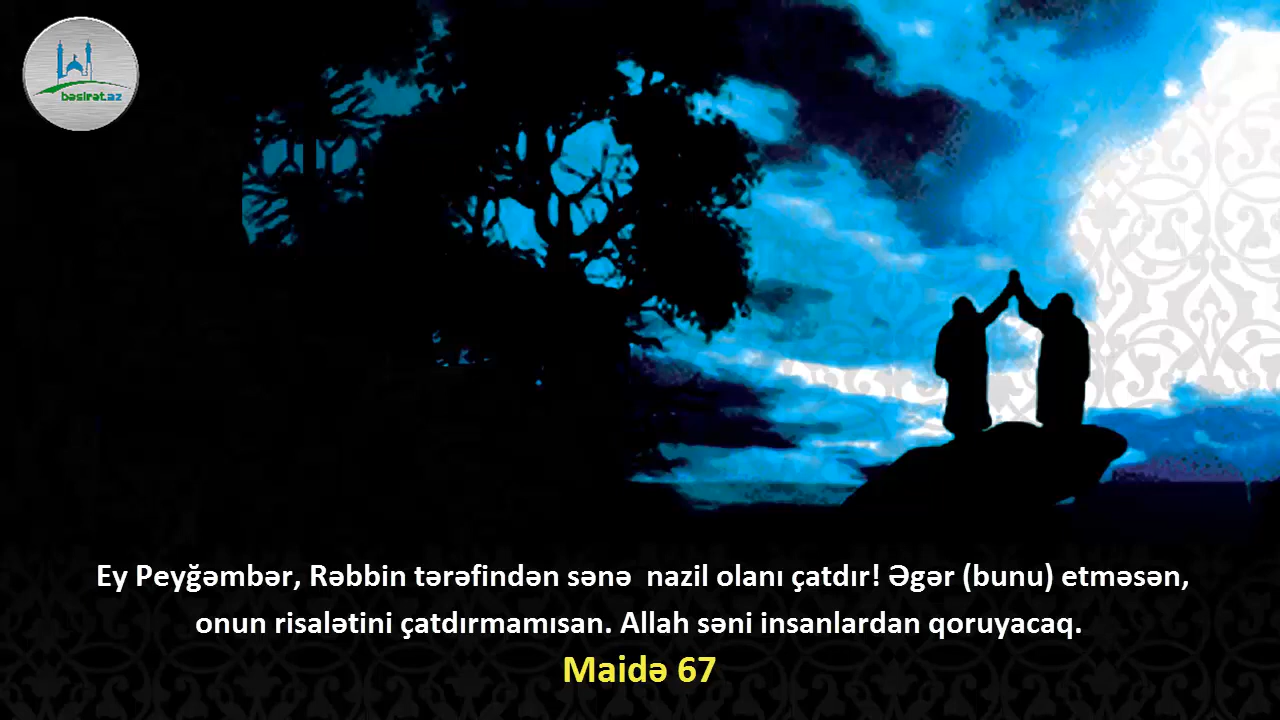 bəsirət.az
Ey Peyğəmbər, Rəbbin tərəfindən sənə nazil olanı çatdır! Əgər (bunu) etməsən,
onun risalətini çatdırmamısan. Allah səni insanlardan qoruyacaq.
Maidə 67